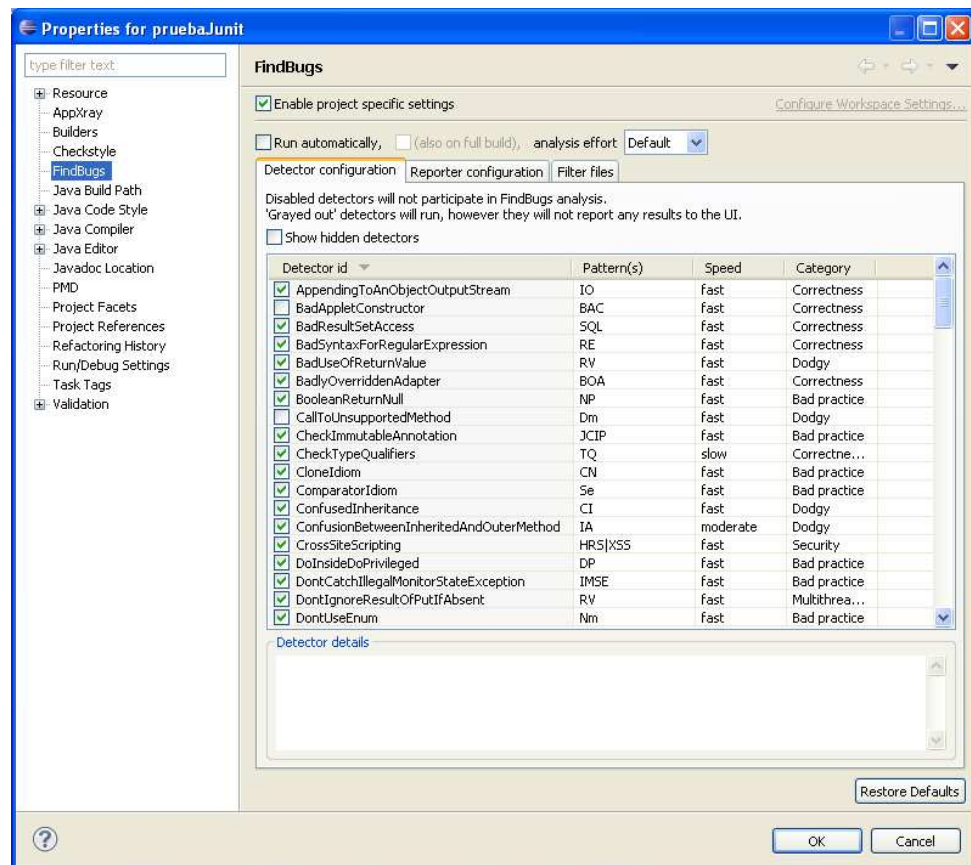 Properties for pruebaJunit
type filter text
Resource
AppXray
Builders
Checkstyle
FindBugs
Java Build Path
Java Code Style
Java Compiler
Java Editor
Javadoc Location
PMD
Project Facets
Project References
Refactoring History
Run/Debug Settings
Task Tags
Validation
FindBugs
Enable project specific settings
Configure Workspace Settings...
Run automatically, (also on full build), analysis effort Default
Detector configuration Reporter configuration Filter files
Disabled detectors will not participate in FindBugs analysis.
'Grayed out' detectors will run, however they will not report any results to the UI.
Show hidden detectors
Detector id Pattern(s) Speed Category
AppendingToAnObjectOutputStream IO fast Correctness
BadAppletConstructor BAC fast Correctness
BadResultSetAccess SQL fast Correctness
BadSyntaxForRegularExpression RE fast Correctness
BadUseOfReturnValue RV fast Dodgy
BadlyOverriddenAdapter BOA fast Correctness
BooleanReturnNull NP fast Bad practice
CallToUnsupportedMethod Dm fast Dodgy
CheckImmutableAnnotation JCIP fast Bad practice
CheckTypeQualifiers TQ slow Correctne...
CloneIdiom CN fast Bad practice
ComparatorIdiom Se fast Bad practice
ConfusedInheritance CI fast Dodgy
ConfusionBetweenInheritedAndOuterMethod IA moderate Dodgy
CrossSiteScripting HRS|XSS fast Security
DoInsideDoPrivileged DP fast Bad practice
DontCatchIllegalMonitorStateException IMSE fast Bad practice
DontIgnoreResultOfPutIfAbsent RV fast Multithrea...
DontUseEnum Nm fast Bad practice
Detector details
Restore Defaults
?
OK Cancel